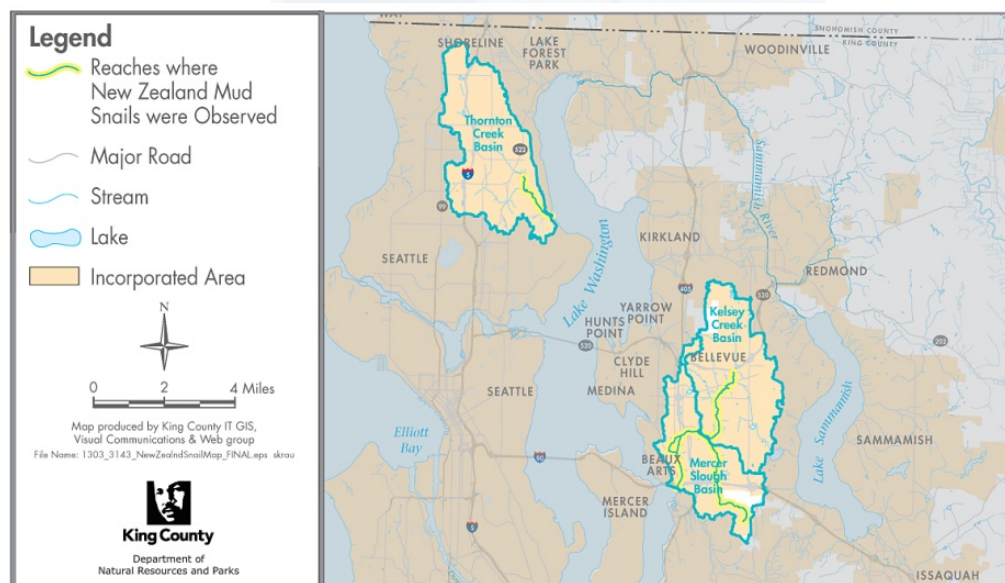 Legend
Reaches where
New Zealand Mud
Snails were Observed
Major Road
Stream
Lake
Incorporated Area
N
0 2 4 Miles
Map produced by King County IT GIS,
Visual Communications & Web group
File Name: 1303_3143_NewZealndSnailMap_FINAL.eps skrau
King County
Department of
Natural Resources and Parks
WAY
SNOHOMISH COUNTY
KING COUNTY
SHORELINE
LAKE
FOREST
PARK
WOODINVILLE
Thornton
Creek
Basin
522
5
99
Sammamish River
SEATTLE
Lake Washington
KIRKLAND
REDMOND
405
520
YARROW
POINT
HUNTS
POINT
520
Kelsey
Creek
Basin
202
CLYDE
HILL
BELLEVUE
SEATTLE
MEDINA
Lake Sammamish
Elliott
Bay
SAMMAMISH
90
BEAUX
ARTS
Mercer
Slough
Basin
MERCER
ISLAND
5
ISSAQUAH